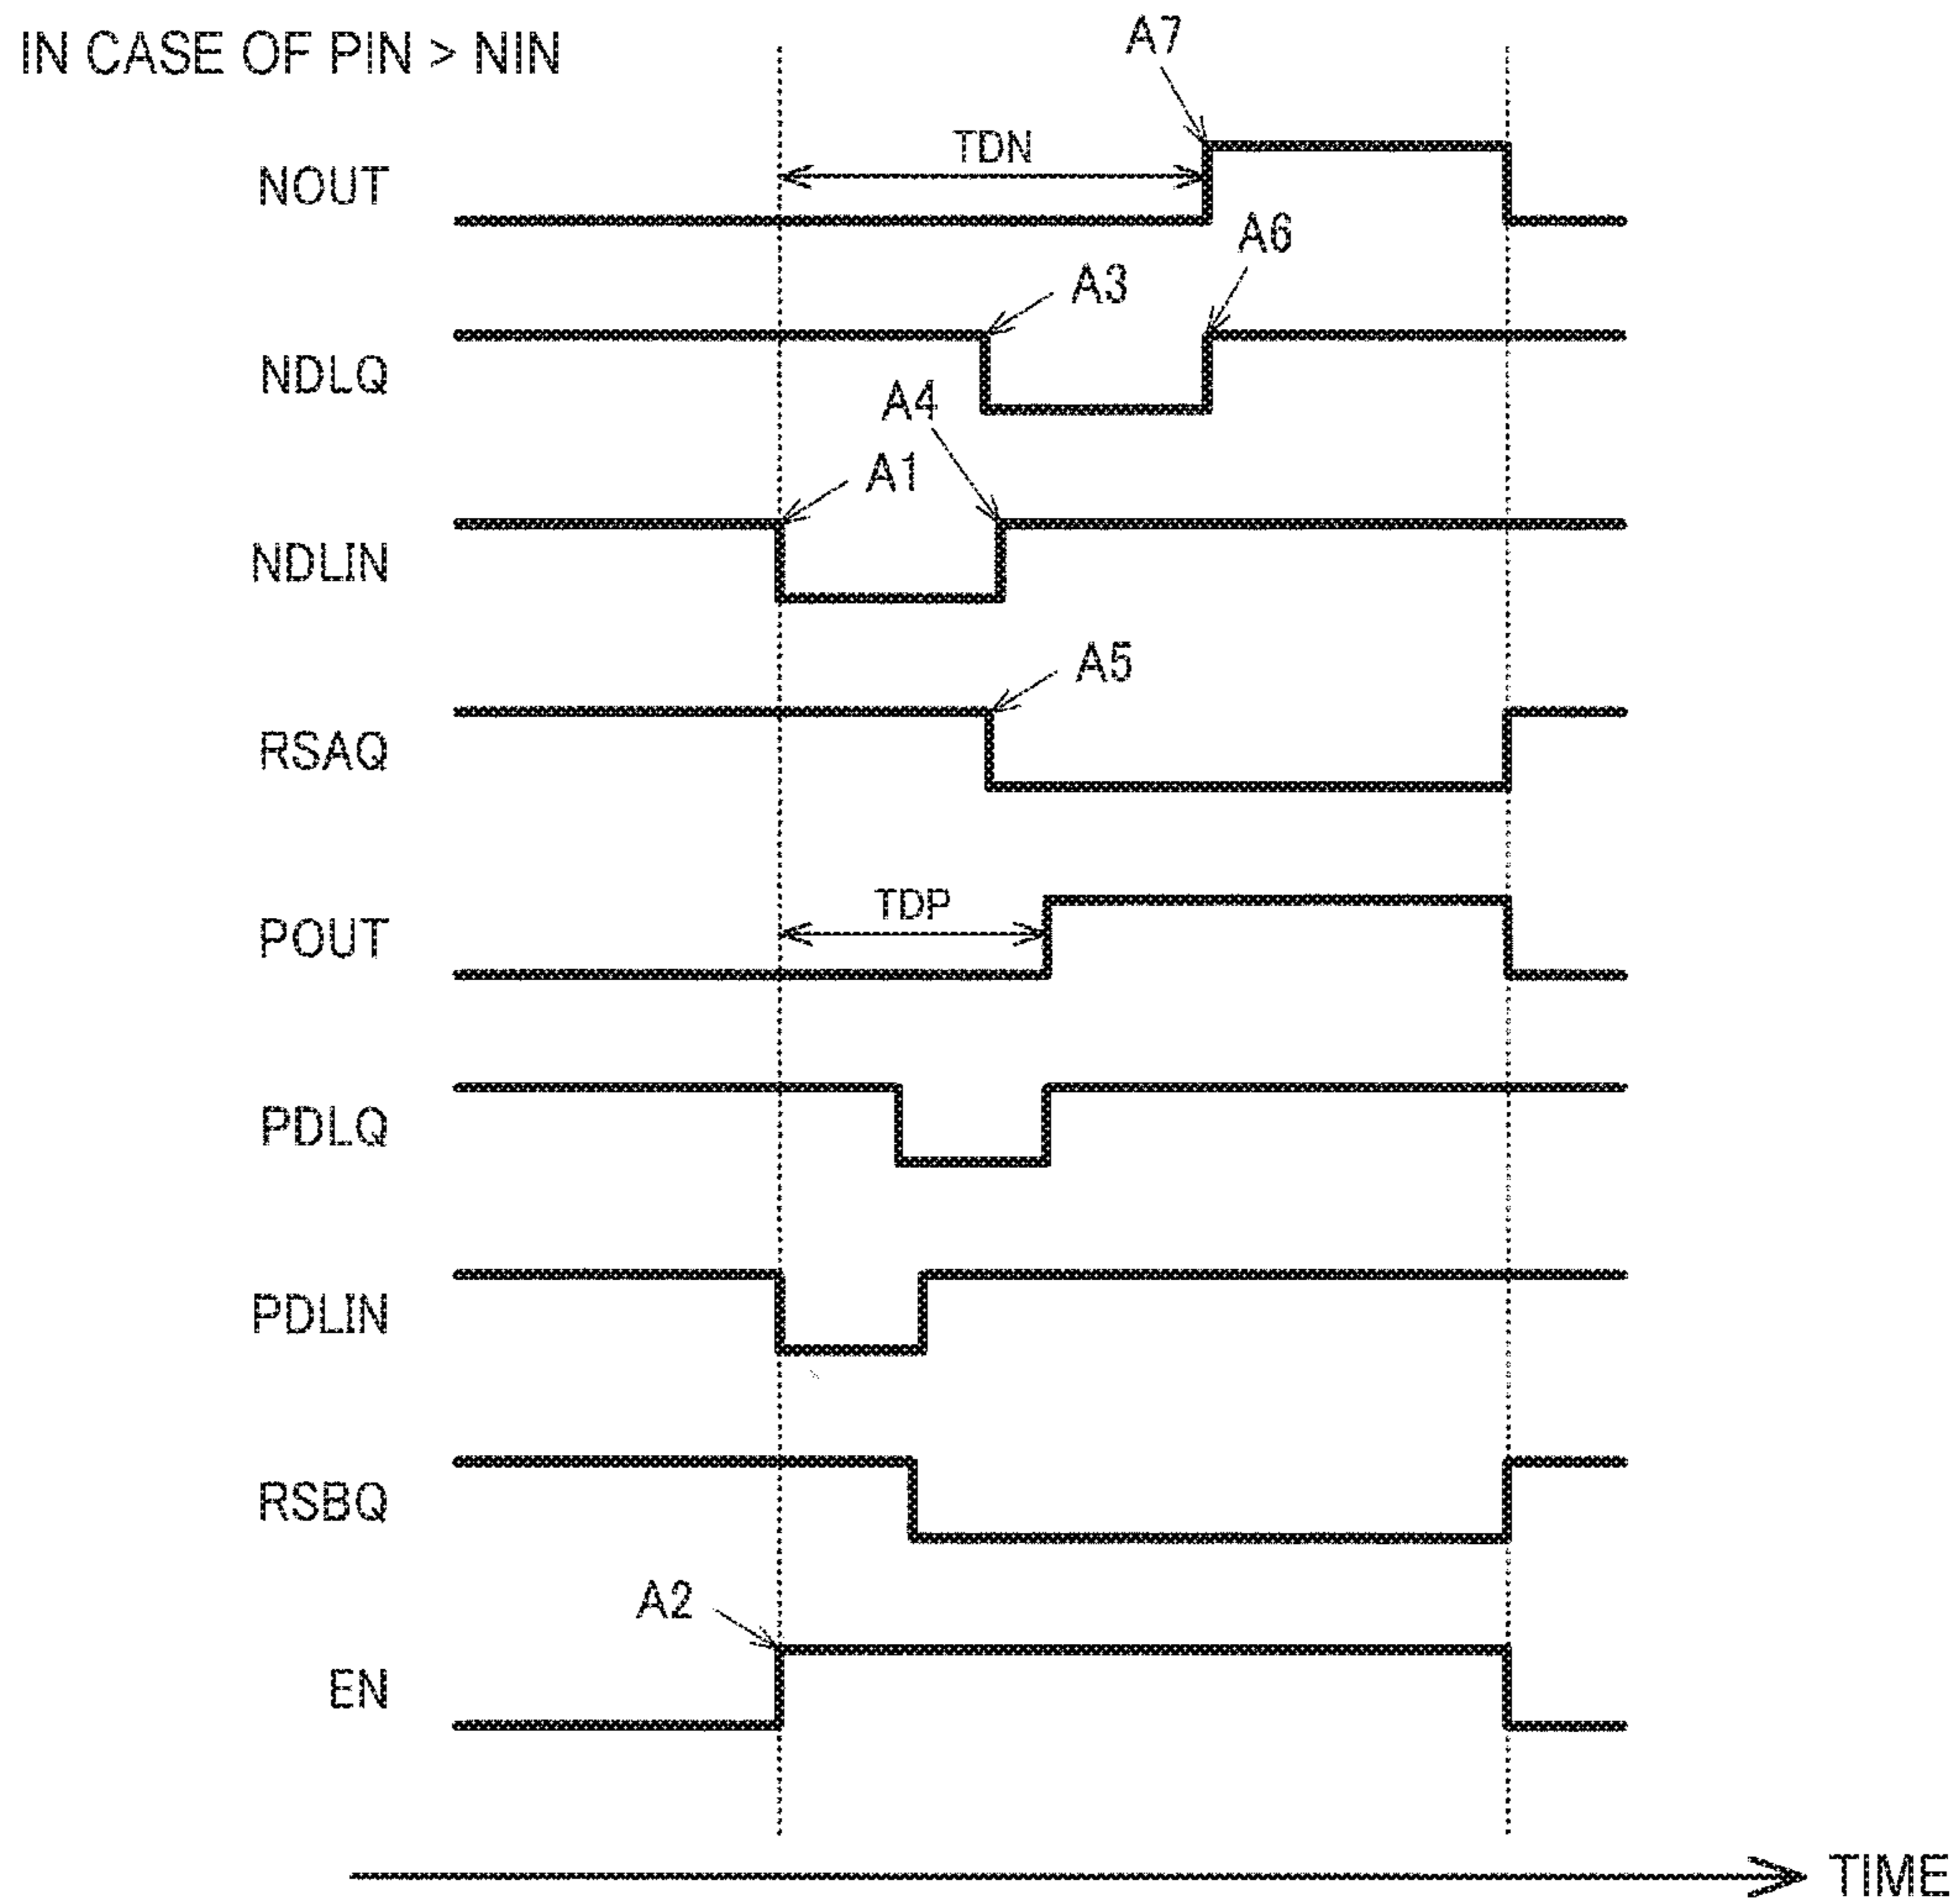 IN CASE OF PIN > NIN
A7
TDN
NOUT
A6
A3
NDLQ
A4
A1
NDLIN
A5
RSAQ
TDP
POUT
PDLQ
PDLIN
RSBQ
A2
EN
TIME